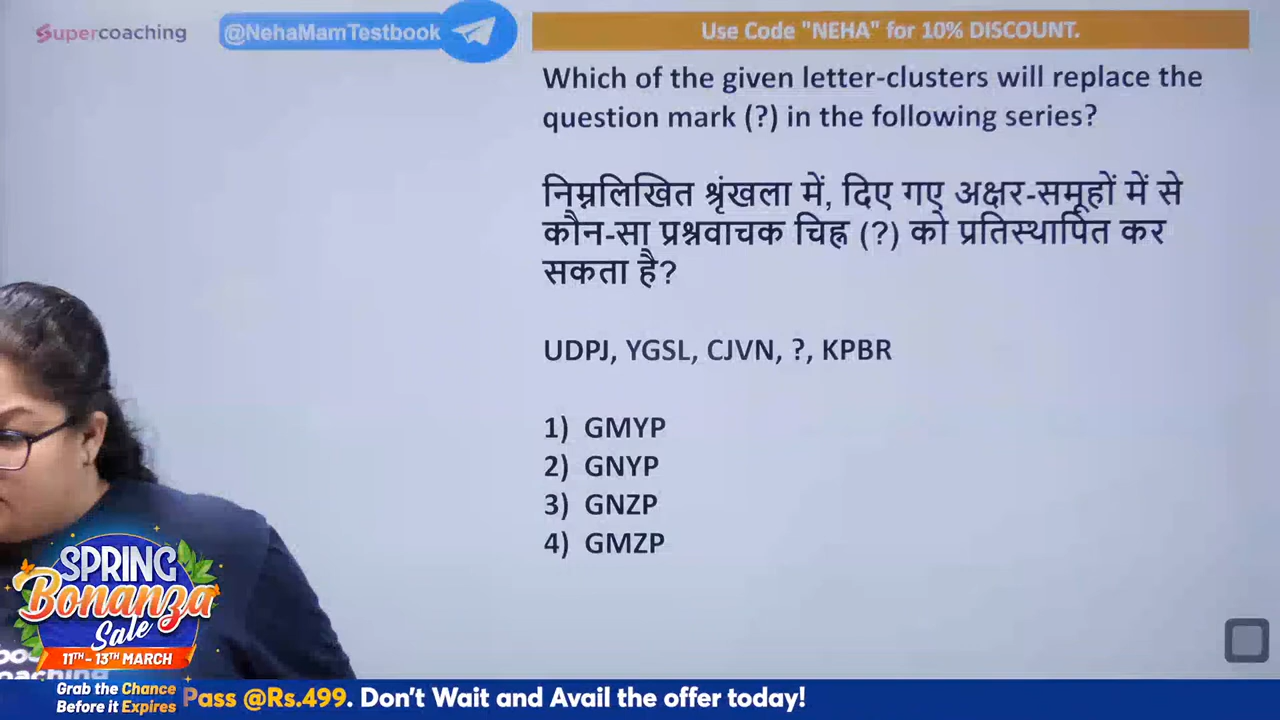 Supercoaching
@NehaMamTestbook
Use Code "NEHA" for 10% DISCOUNT.
Which of the given letter-clusters will replace the
question mark (?) in the following series?
निम्नलिखित श्रृंखला में, दिए गए अक्षर-समूहों में से
कौन-सा प्रश्नवाचक चिह्न (?) को प्रतिस्थापित कर
सकता है?
UDPJ, YGSL, CJVN, ?, KPBR
1) GMYP
2) GNYP
3) GNZP
4) GMZP
SPRING
Bonanza
Sale
11TH - 13TH MARCH
Grab the Chance
Before it Expires
Pass @Rs.499. Don't Wait and Avail the offer today!